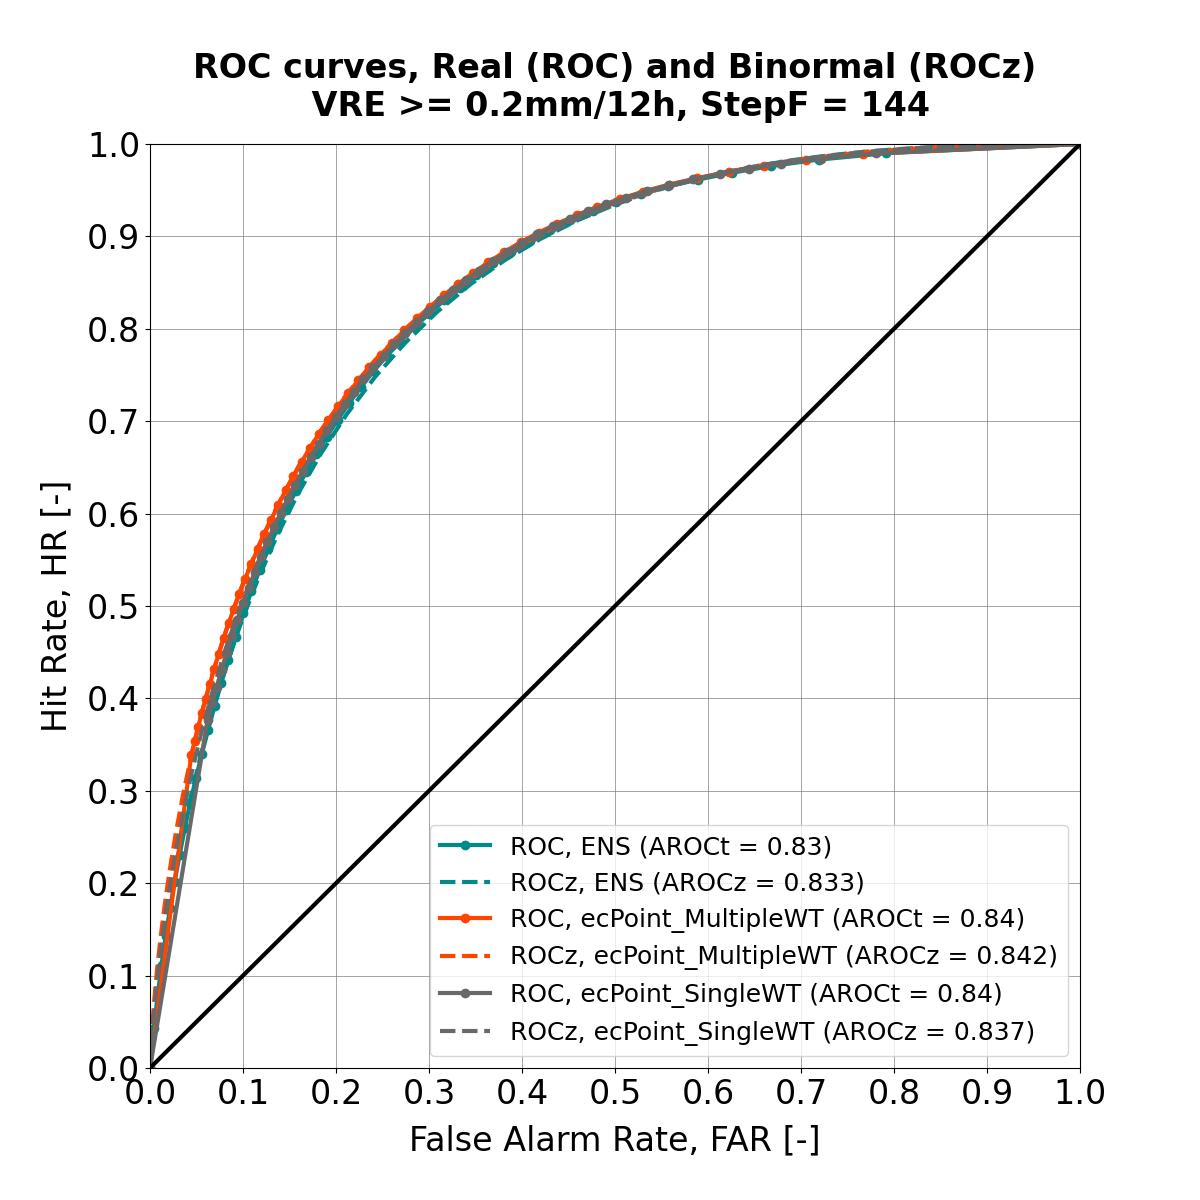 ROC curves, Real (ROC) and Binormal (ROCz)
VRE >= 0.2mm/12h, StepF = 144
1.0
0.9
0.8
0.7
0.6
0.5
0.4
0.3
0.2
0.1
0.0
Hit Rate, HR [-]
ROC, ENS (AROCt = 0.83)
ROCz, ENS (AROCz = 0.833)
ROC, ecPoint_MultipleWT (AROCt = 0.84)
ROCz, ecPoint_MultipleWT (AROCz = 0.842)
ROC, ecPoint_SingleWT (AROCt = 0.84)
ROCz, ecPoint_SingleWT (AROCz = 0.837)
0.0 0.1 0.2 0.3 0.4 0.5 0.6 0.7 0.8 0.9 1.0
False Alarm Rate, FAR [-]